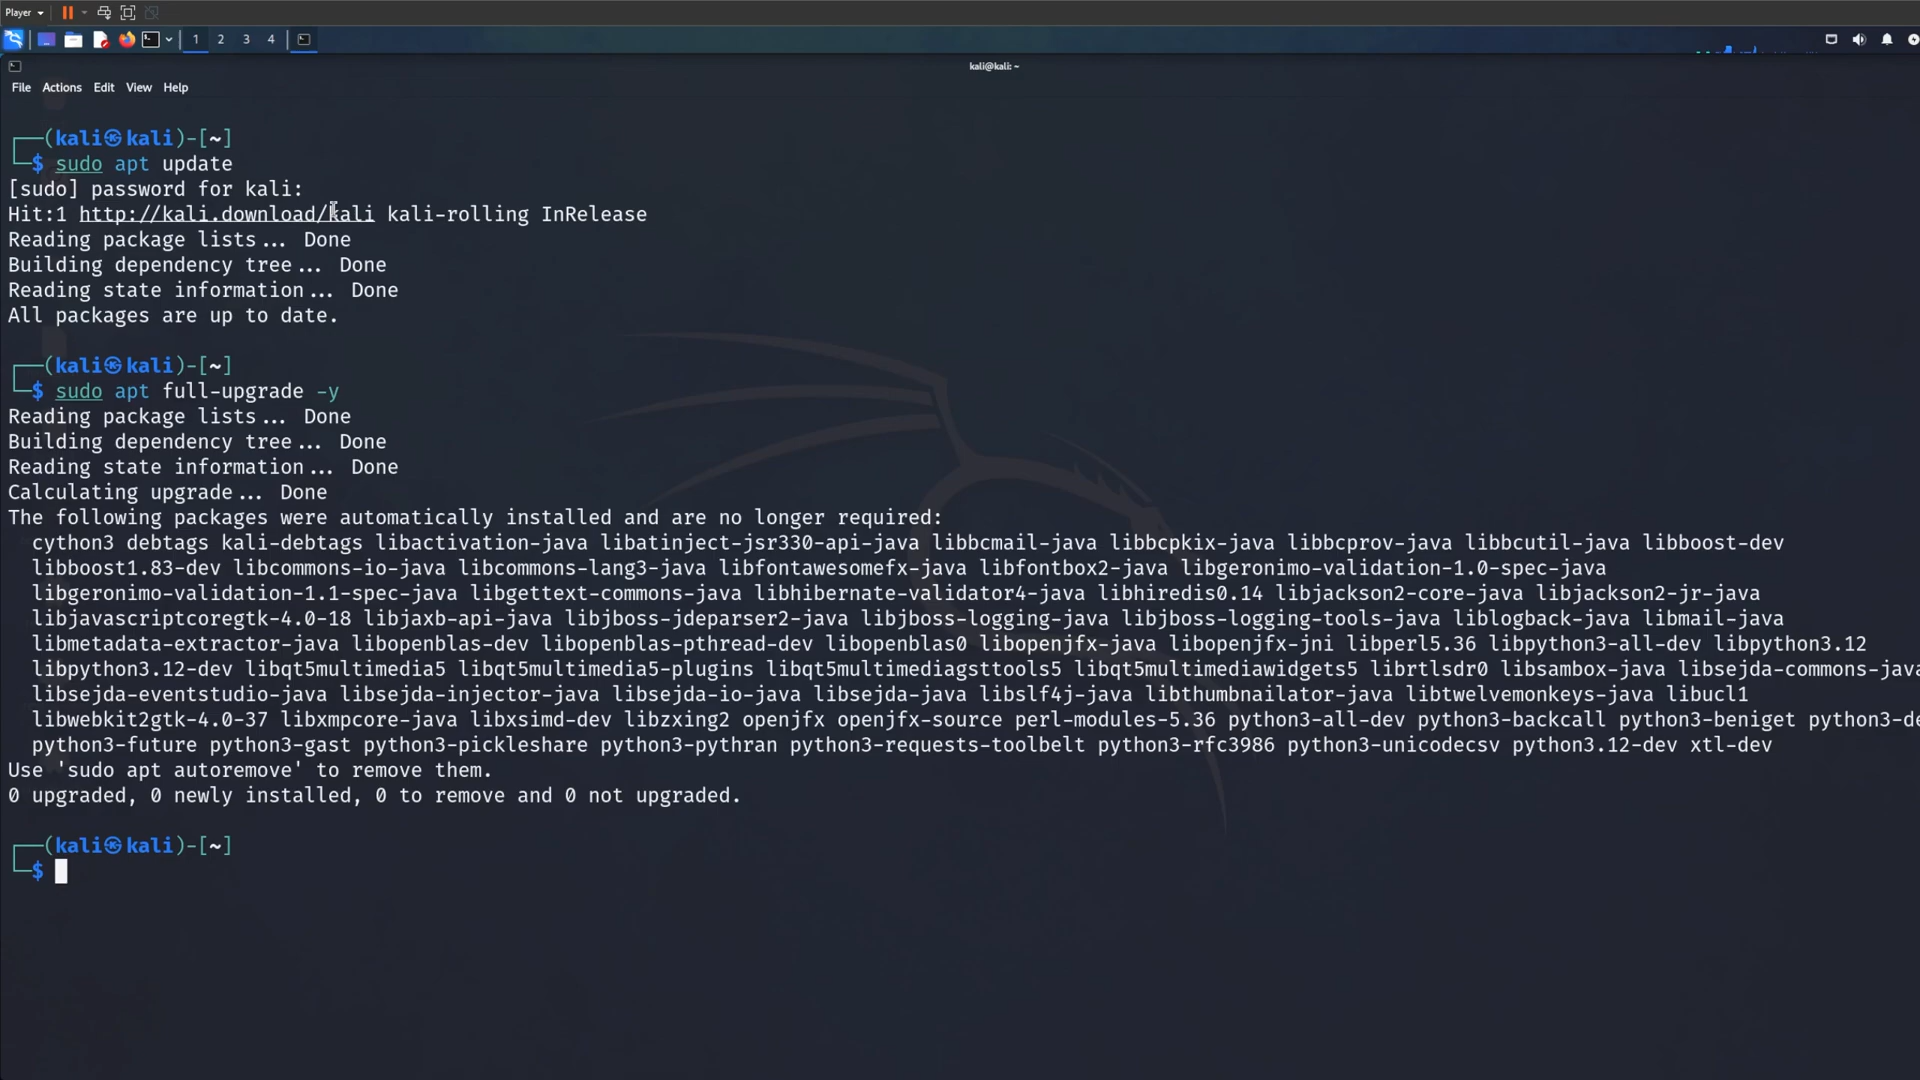 Player
1 2 3 4
kali@kali: ~
File Actions Edit View Help
┌──(kali㉿kali)-[~]
└─$ sudo apt update
[sudo] password for kali:
Hit:1 http://kali.download/kali kali-rolling InRelease
Reading package lists... Done
Building dependency tree... Done
Reading state information... Done
All packages are up to date.
┌──(kali㉿kali)-[~]
└─$ sudo apt full-upgrade -y
Reading package lists... Done
Building dependency tree... Done
Reading state information... Done
Calculating upgrade... Done
The following packages were automatically installed and are no longer required:
cython3 debtags kali-debtags libactivation-java libatinject-jsr330-api-java libbcmail-java libbcpkix-java libbcprov-java libbcutil-java libboost-dev
libboost1.83-dev libcommons-io-java libcommons-lang3-java libfontawesomefx-java libfontbox2-java libgeronimo-validation-1.0-spec-java
libgeronimo-validation-1.1-spec-java libgettext-commons-java libhibernate-validator4-java libhiredis0.14 libjackson2-core-java libjackson2-jr-java
libjavascriptcoregtk-4.0-18 libjaxb-api-java libjboss-jdeparser2-java libjboss-logging-java libjboss-logging-tools-java liblogback-java libmail-java
libmetadata-extractor-java libopenblas-dev libopenblas-pthread-dev libopenblas0 libopenjfx-java libopenjfx-jni libperl5.36 libpython3-all-dev libpython3.12
libpython3.12-dev libqt5multimedia5 libqt5multimedia5-plugins libqt5multimediagsttools5 libqt5multimediawidgets5 librtlsdr0 libsambox-java libsejda-commons-java
libsejda-eventstudio-java libsejda-injector-java libsejda-io-java libsejda-java libslf4j-java libthumbnailator-java libtwelvemonkeys-java libucl1
libwebkit2gtk-4.0-37 libxmpcore-java libxsimd-dev libzxing2 openjfx openjfx-source perl-modules-5.36 python3-all-dev python3-backcall python3-beniget
python3-future python3-gast python3-pickleshare python3-pythran python3-requests-toolbelt python3-rfc3986 python3-unicodecsv python3.12-dev xtl-dev
Use 'sudo apt autoremove' to remove them.
0 upgraded, 0 newly installed, 0 to remove and 0 not upgraded.
┌──(kali㉿kali)-[~]
└─$